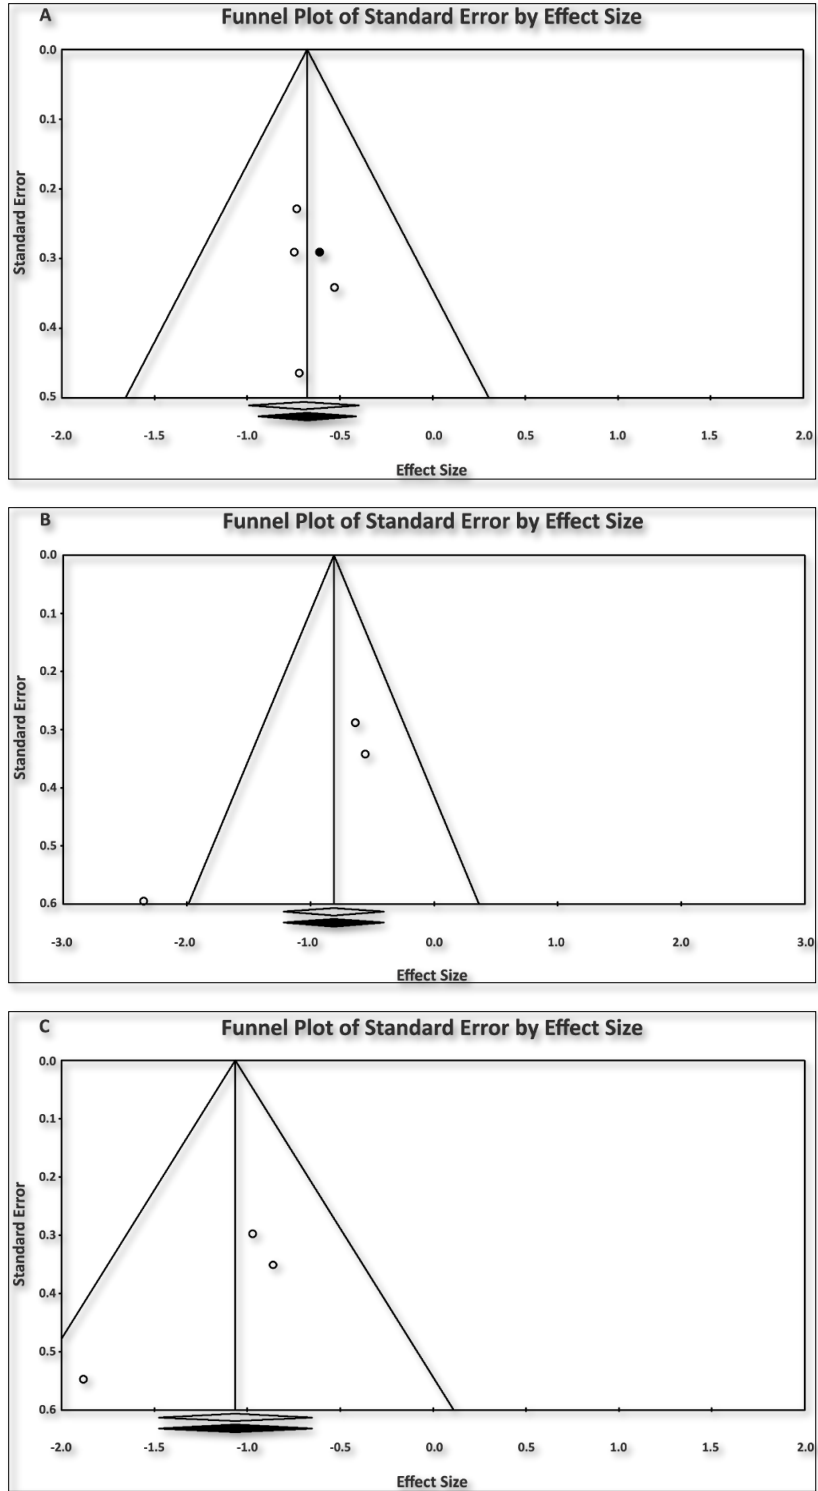 A
Funnel Plot of Standard Error by Effect Size
0.0
0.1
0.2
0.3
0.4
0.5
Standard Error
-2.0 -1.5 -1.0 -0.5 0.0 0.5 1.0 1.5 2.0
Effect Size
B
Funnel Plot of Standard Error by Effect Size
0.0
0.1
0.2
0.3
0.4
0.5
0.6
Standard Error
-3.0 -2.0 -1.0 0.0 1.0 2.0 3.0
Effect Size
C
Funnel Plot of Standard Error by Effect Size
0.0
0.1
0.2
0.3
0.4
0.5
0.6
Standard Error
-2.0 -1.5 -1.0 -0.5 0.0 0.5 1.0 1.5 2.0
Effect Size